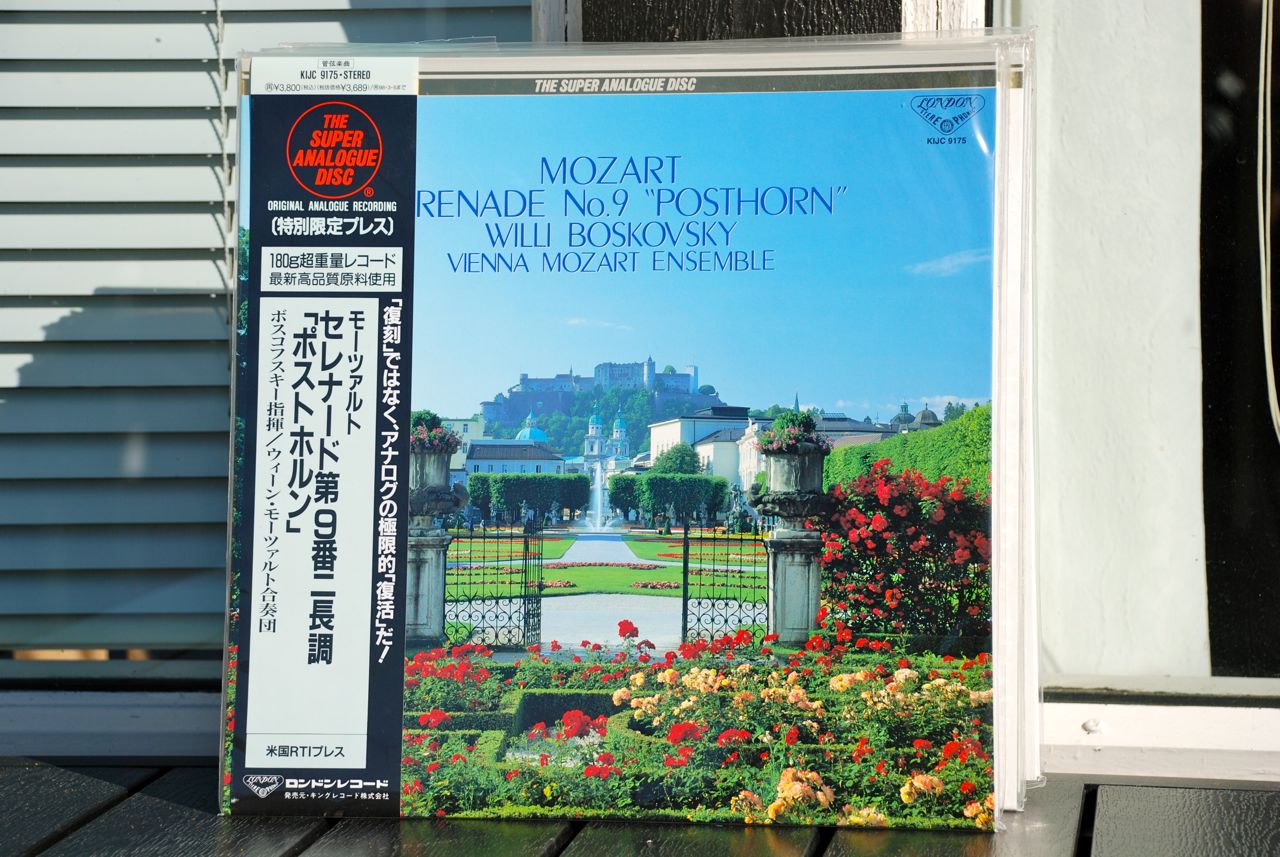 管弦楽曲
KIJC 9175・STEREO
THE SUPER ANALOGUE DISC
THE
SUPER
ANALOGUE
DISC
®
ORIGINAL ANALOGUE RECORDING
〔特別限定プレス〕
180g超重量レコード
最新高品質原料使用
「復刻」ではなく、アナログの極限的「復活」だ!
モーツァルト
セレナード第9番ニ長調
「ポストホルン」
ボスコフスキー指揮/ウィーン・モーツァルト合奏団
米国RTIプレス
LONDON
ロンドンレコード
発売元・キングレコード株式会社
LONDON
STEREOPHONIC
KIJC 9175
MOZART
RENADE No.9 “POSTHORN”
WILLI BOSKOVSKY
VIENNA MOZART ENSEMBLE